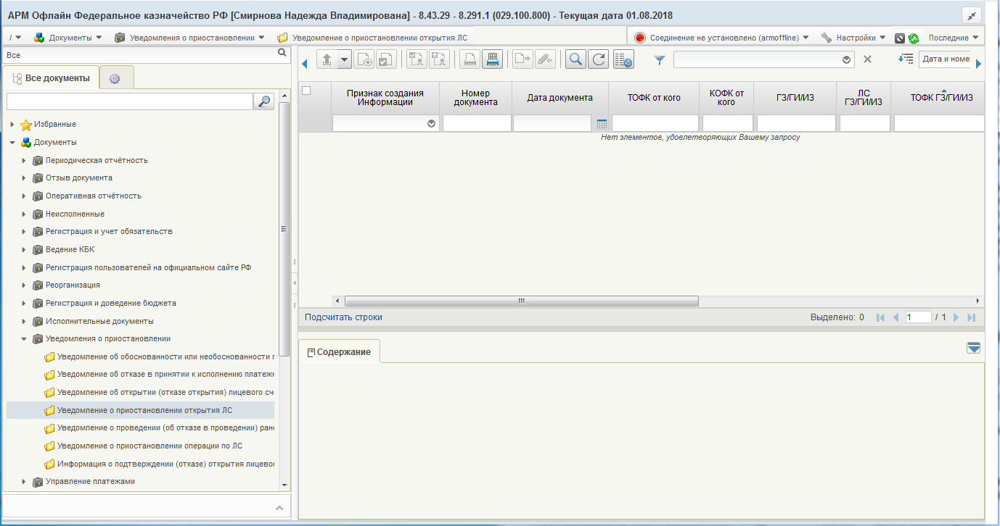 АРМ Офлайн Федеральное казначейство РФ [Смирнова Надежда Владимировна] - 8.43.29 - 8.291.1 (029.100.800) - Текущая дата 01.08.2018
/ Документы Уведомления о приостановлении Уведомление о приостановлении открытия ЛС Соединение не установлено (armoffline) Настройки Последние
Все
Дата и номе
Все документы
Признак создания Информации
Номер документа
Дата документа
ТОФК от кого
КОФК от кого
ГЗ/ГИ/ИЗ
ЛС ГЗ/ГИ/ИЗ
ТОФК ГЗ/ГИ/ИЗ
Нет элементов, удовлетворяющих Вашему запросу
Избранные
Документы
Периодическая отчётность
Отзыв документа
Оперативная отчётность
Неисполненные
Регистрация и учет обязательств
Ведение КБК
Регистрация пользователей на официальном сайте РФ
Реорганизация
Регистрация и доведение бюджета
Исполнительные документы
Уведомления о приостановлении
Уведомление об обоснованности или необоснованности г
Уведомление об отказе в принятии к исполнению платежн
Уведомление об открытии (отказе открытия) лицевого сч
Уведомление о приостановлении открытия ЛС
Уведомление о проведении (об отказе в проведении) ране
Уведомление о приостановлении операции по ЛС
Информация о подтверждении (отказе) открытия лицевог
Управление платежами
Подсчитать строки
Выделено: 0
1 / 1
Содержание